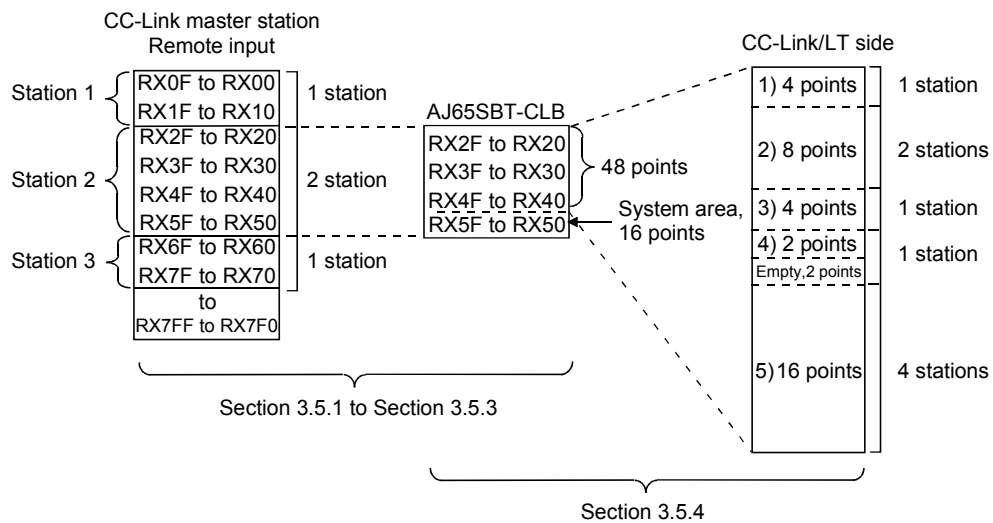 CC-Link master station
Remote input
Station 1
RX0F to RX00
RX1F to RX10
1 station
Station 2
RX2F to RX20
RX3F to RX30
RX4F to RX40
RX5F to RX50
2 station
Station 3
RX6F to RX60
RX7F to RX70
1 station
to
RX7FF to RX7F0
AJ65SBT-CLB
RX2F to RX20
RX3F to RX30
RX4F to RX40
RX5F to RX50
48 points
System area,
16 points
CC-Link/LT side
1) 4 points
1 station
2) 8 points
2 stations
3) 4 points
1 station
4) 2 points
Empty,2 points
1 station
5) 16 points
4 stations
Section 3.5.1 to Section 3.5.3
Section 3.5.4